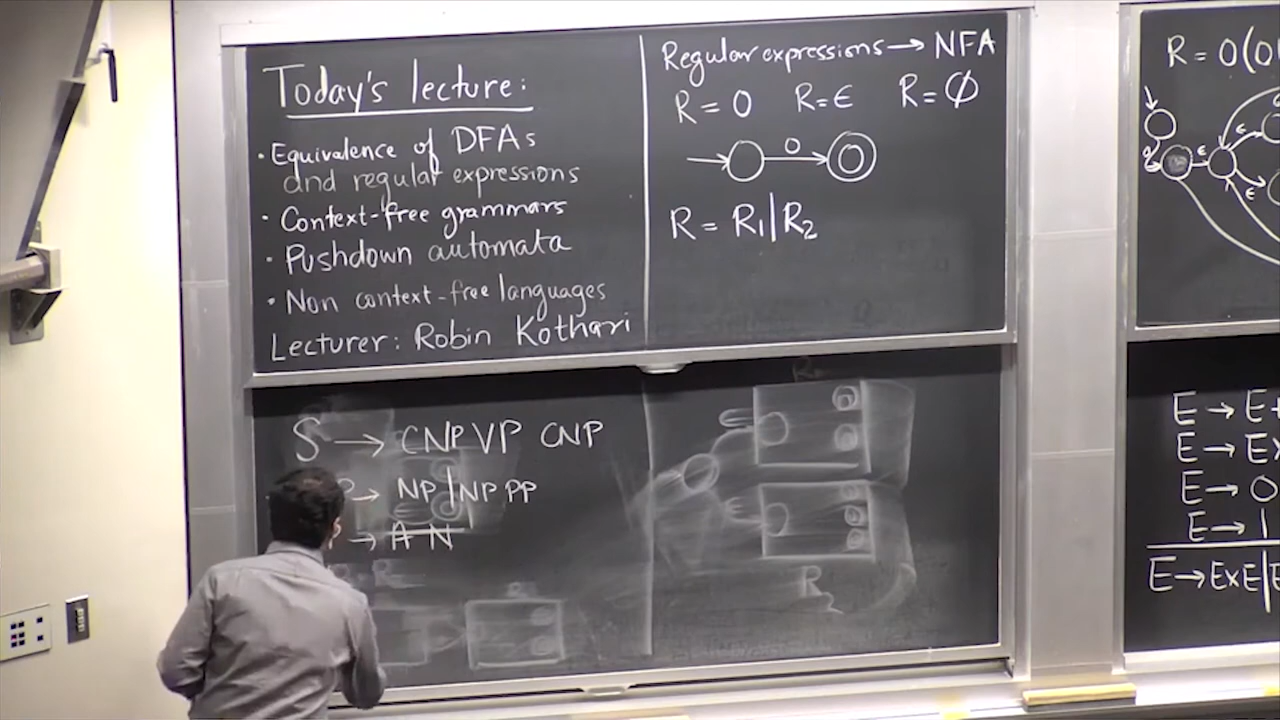 Today's lecture:
• Equivalence of DFAs
and regular expressions
• Context-free grammars
• Pushdown automata
• Non context-free languages
Lecturer: Robin Kothari
Regular expressions → NFA
R = 0 R=ϵ R=∅
0
R = R₁|R₂
S → CNP VP CNP
→ NP | NP PP
→ A N
R = 0(0
ϵ
ϵ
ϵ
E → E+
E → E×
E → 0
E → 1
E→E×E|E